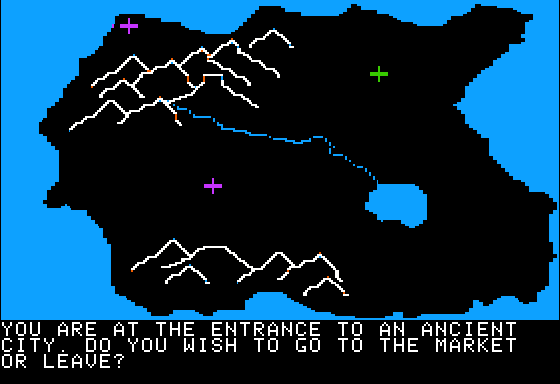 YOU ARE AT THE ENTRANCE TO AN ANCIENT
CITY. DO YOU WISH TO GO TO THE MARKET
OR LEAVE?